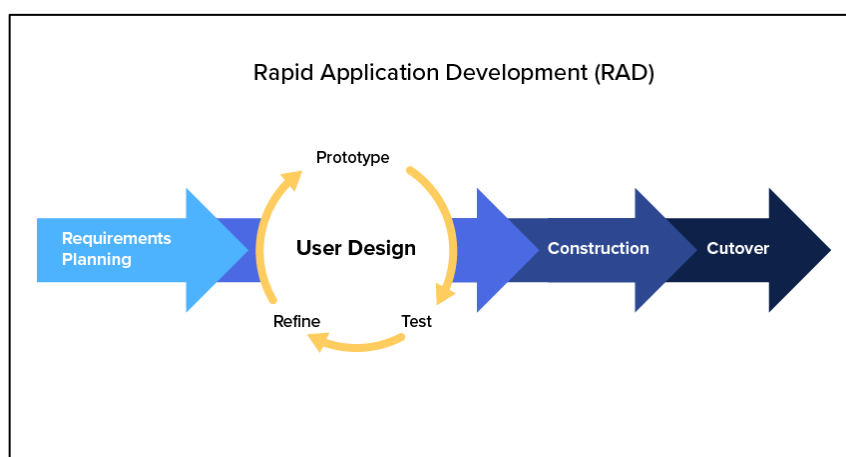 Rapid Application Development (RAD)
Prototype
Requirements
Planning
User Design
Construction
Cutover
Refine
Test